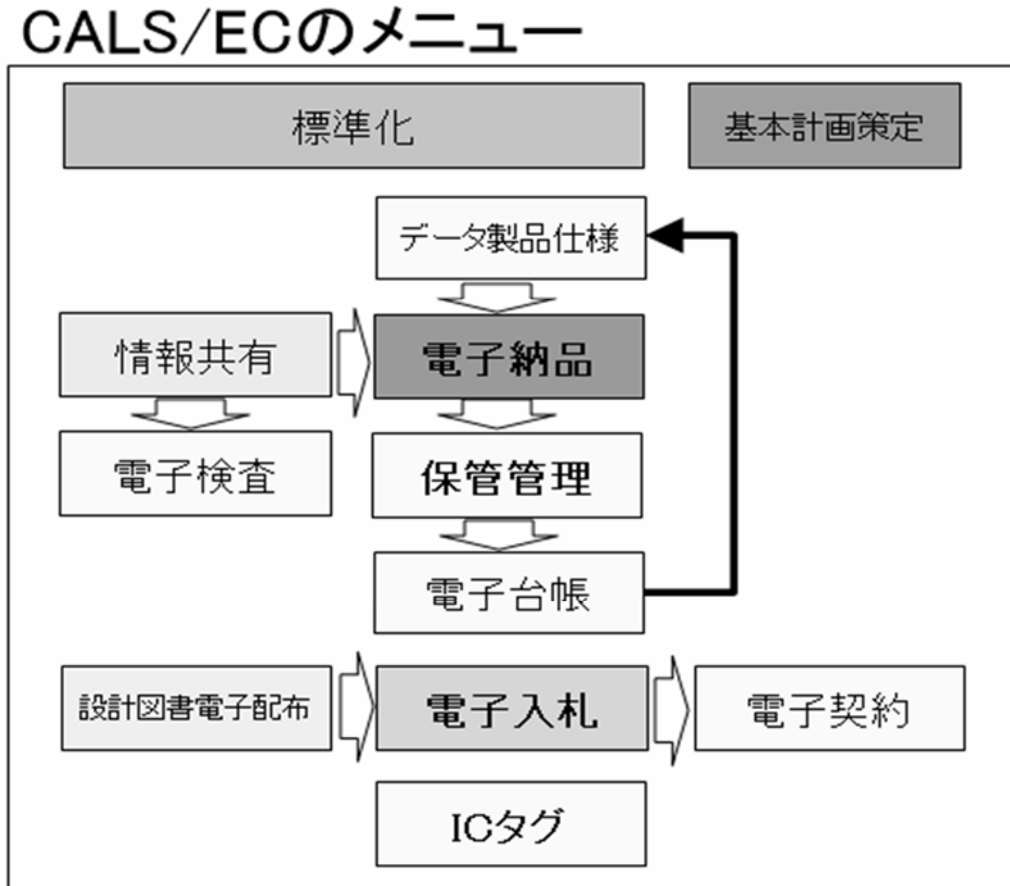 CALS/ECのメニュー
標準化
基本計画策定
データ製品仕様
情報共有
電子納品
電子検査
保管管理
電子台帳
設計図書電子配布
電子入札
電子契約
ICタグ